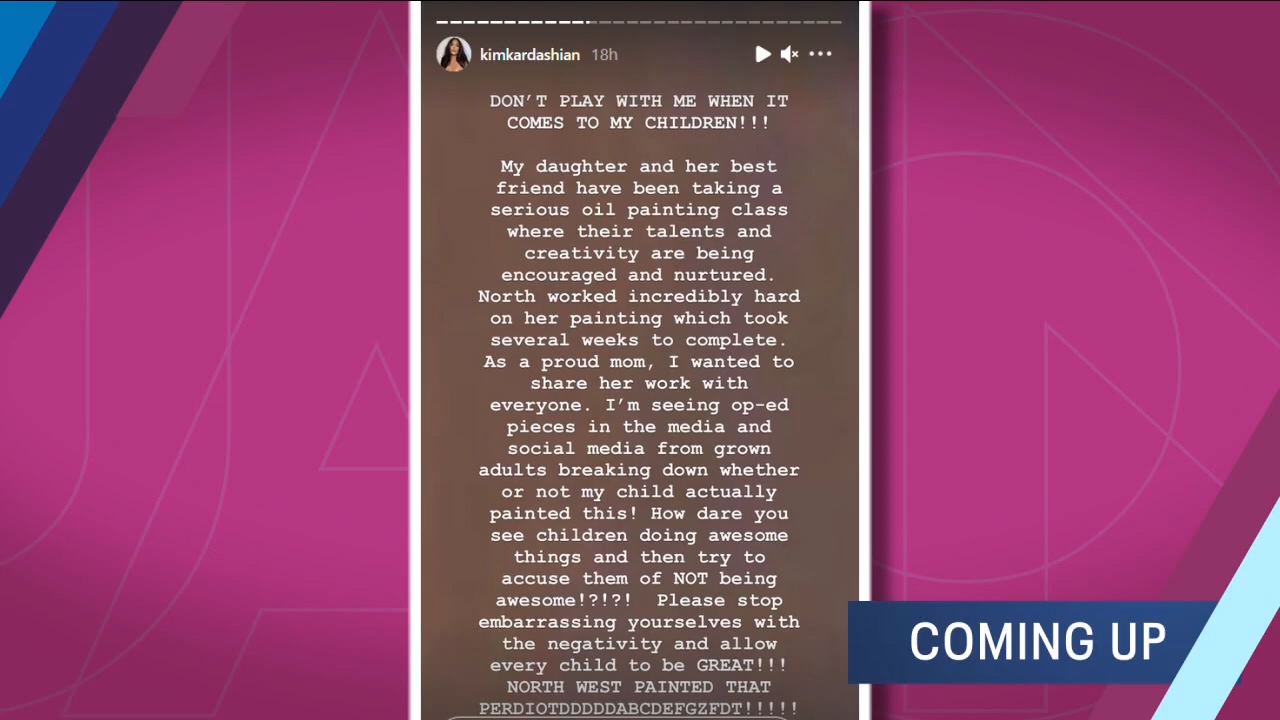 kimkardashian 18h
DON'T PLAY WITH ME WHEN IT
COMES TO MY CHILDREN!!!
My daughter and her best
friend have been taking a
serious oil painting class
where their talents and
creativity are being
encouraged and nurtured.
North worked incredibly hard
on her painting which took
several weeks to complete.
As a proud mom, I wanted to
share her work with
everyone. I'm seeing op-ed
pieces in the media and
social media from grown
adults breaking down whether
or not my child actually
painted this! How dare you
see children doing awesome
things and then try to
accuse them of NOT being
awesome!?!?! Please stop
embarrassing yourselves with
the negativity and allow
every child to be GREAT!!!
NORTH WEST PAINTED THAT
PERDIOTDDDDDABCDEFGZFDT!!!!!
COMING UP